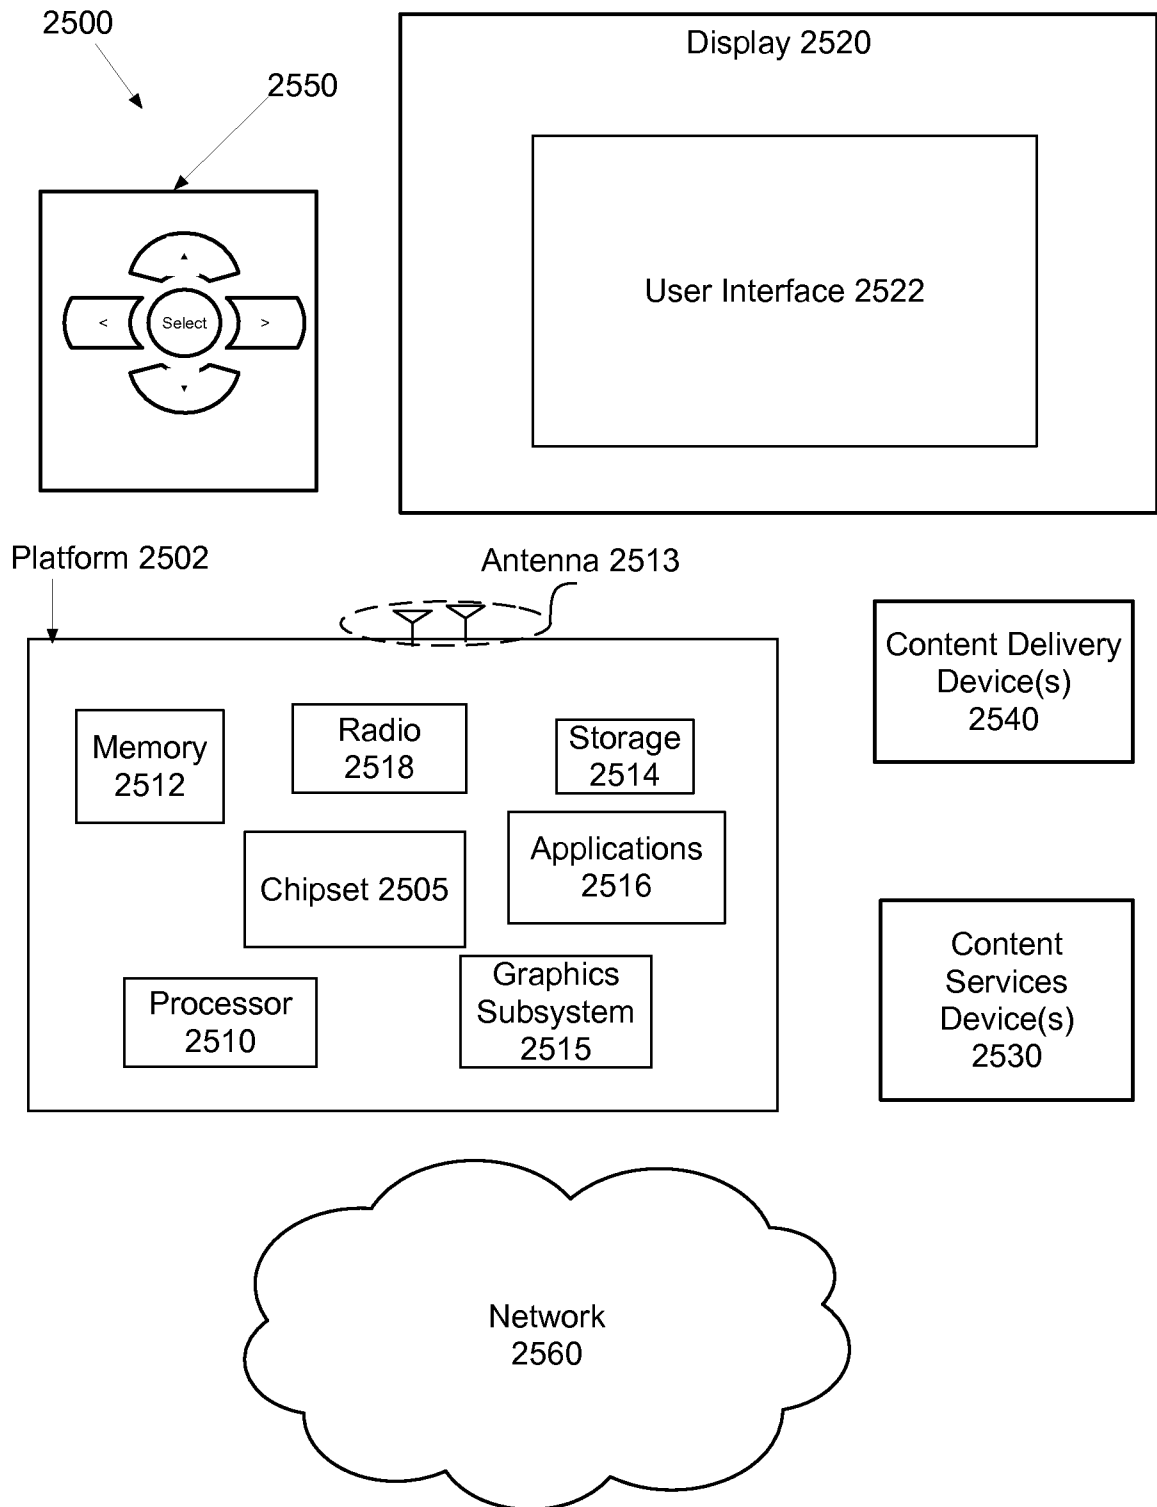 2500
2550
Display 2520
User Interface 2522
<
Select
>
Platform 2502
Antenna 2513
Memory
2512
Radio
2518
Storage
2514
Chipset 2505
Applications
2516
Processor
2510
Graphics
Subsystem
2515
Content Delivery
Device(s)
2540
Content
Services
Device(s)
2530
Network
2560